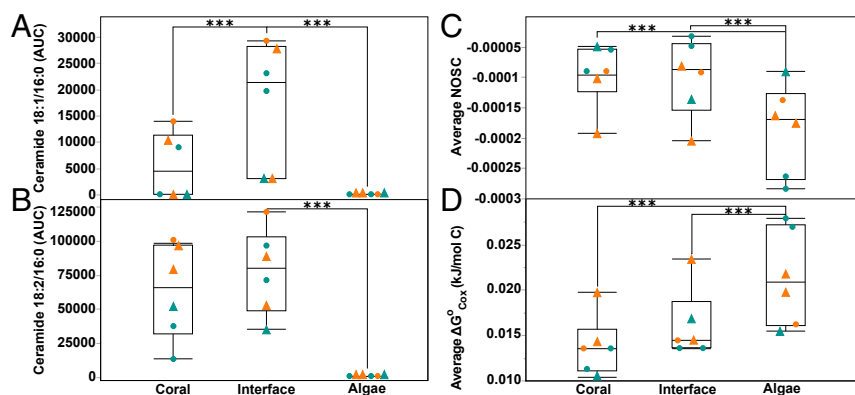 A
Ceramide 18:1/16:0 (AUC)
30000
25000
20000
15000
10000
5000
0
*** ***
B
Ceramide 18:2/16:0 (AUC)
125000
100000
75000
50000
25000
0
***
Coral Interface Algae
C
Average NOSC
-0.00005
-0.0001
-0.00015
-0.0002
-0.00025
-0.0003
*** ***
D
Average ΔG°Cox (kJ/mol C)
0.025
0.020
0.015
0.010
*** ***
Coral Interface Algae